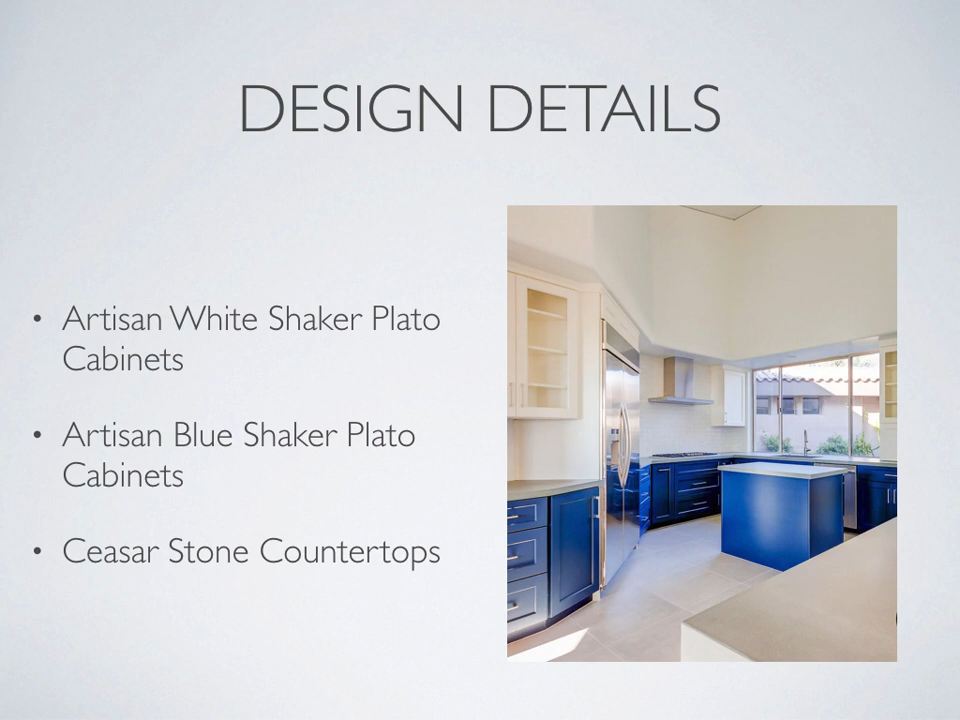 DESIGN DETAILS
• Artisan White Shaker Plato
Cabinets
• Artisan Blue Shaker Plato
Cabinets
• Ceasar Stone Countertops